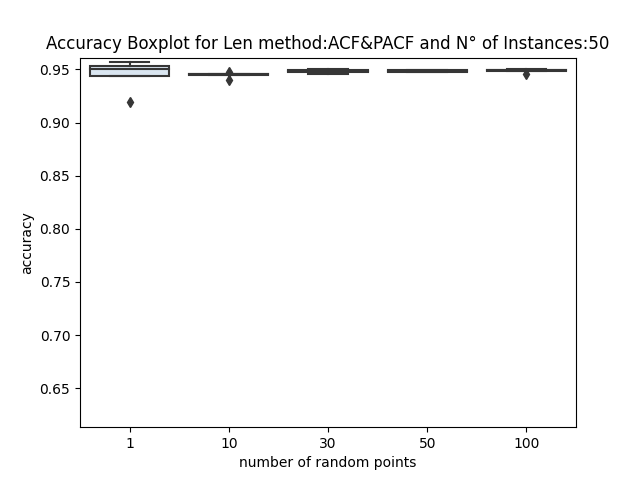 Accuracy Boxplot for Len method:ACF&PACF and N° of Instances:50
0.95
0.90
0.85
0.80
0.75
0.70
0.65
accuracy
1 10 30 50 100
number of random points